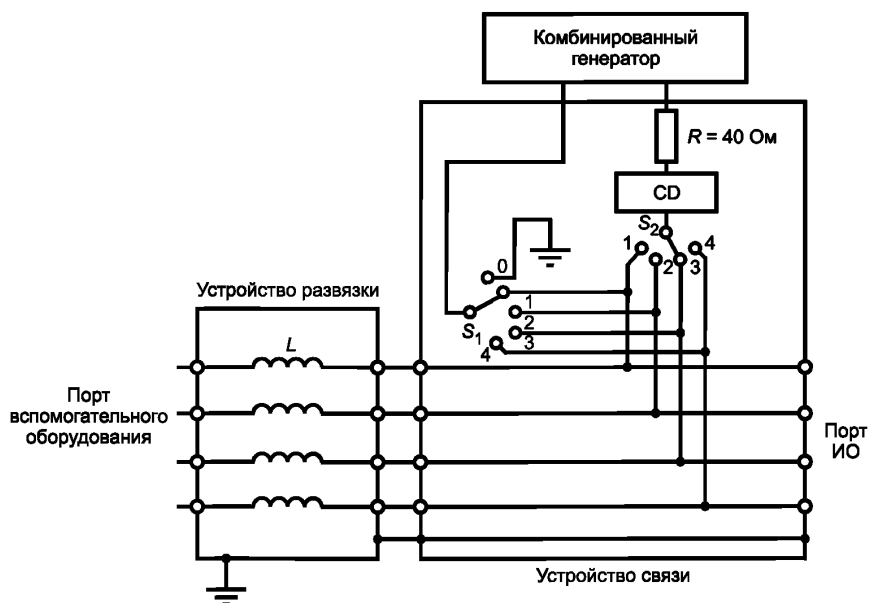 Комбинированный
генератор
R = 40 Ом
CD
S2
1
2
3
4
0
1
2
3
4
S1
Устройство развязки
L
Порт
вспомогательного
оборудования
Порт
ИО
Устройство связи